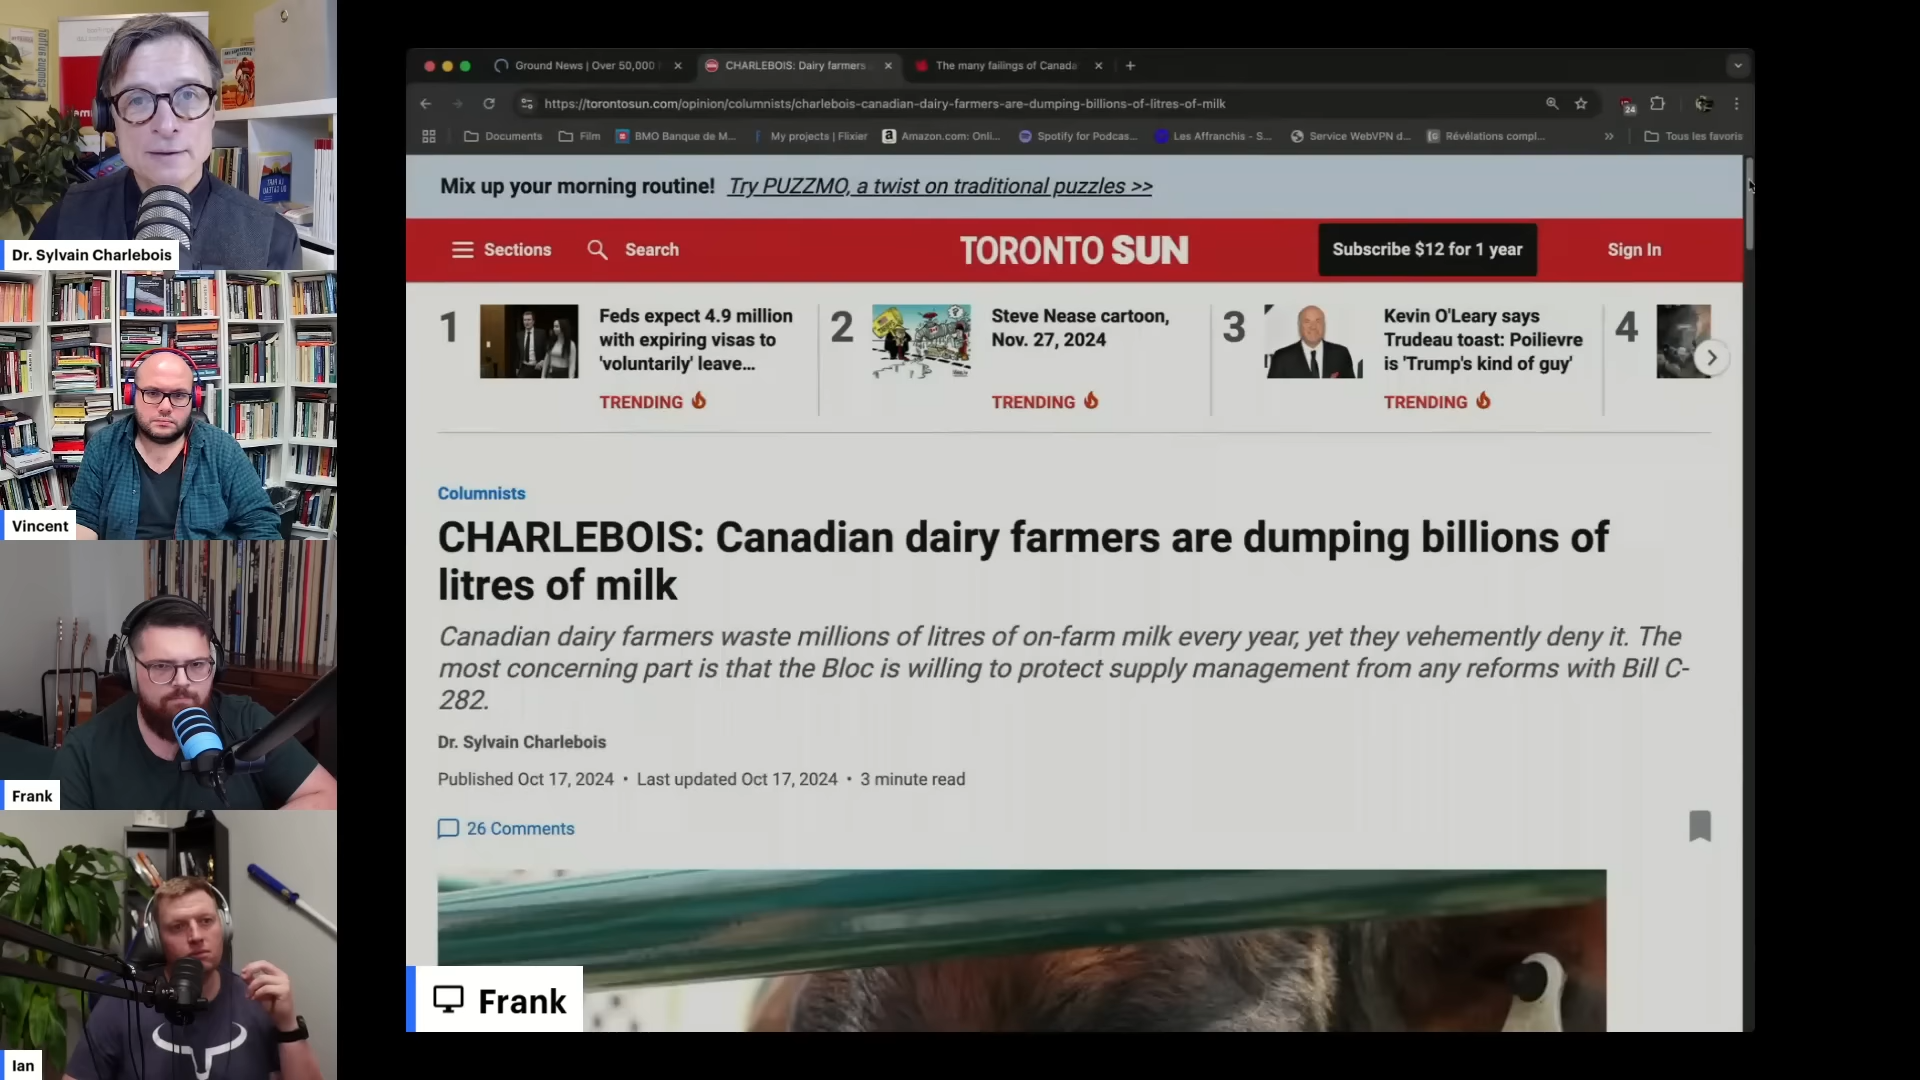 Dr. Sylvain Charlebois
Vincent
Frank
Ian
Ground News | Over 50,000
CHARLEBOIS: Dairy farmers
The many failings of Canada
https://torontosun.com/opinion/columnists/charlebois-canadian-dairy-farmers-are-dumping-billions-of-litres-of-milk
24
Documents
Film
BMO Banque de M...
My projects | Flixier
Amazon.com: Onli...
Spotify for Podcas...
Les Affranchis - S...
Service WebVPN d...
Révélations compl...
Tous les favoris
Mix up your morning routine! Try PUZZMO, a twist on traditional puzzles >>
Sections
Search
TORONTO SUN
Subscribe $12 for 1 year
Sign In
1
Feds expect 4.9 million
with expiring visas to
'voluntarily' leave...
TRENDING
2
Steve Nease cartoon,
Nov. 27, 2024
TRENDING
3
Kevin O'Leary says
Trudeau toast: Poilievre
is 'Trump's kind of guy'
TRENDING
4
Columnists
CHARLEBOIS: Canadian dairy farmers are dumping billions of
litres of milk
Canadian dairy farmers waste millions of litres of on-farm milk every year, yet they vehemently deny it. The
most concerning part is that the Bloc is willing to protect supply management from any reforms with Bill C-
282.
Dr. Sylvain Charlebois
Published Oct 17, 2024 • Last updated Oct 17, 2024 • 3 minute read
26 Comments
Frank